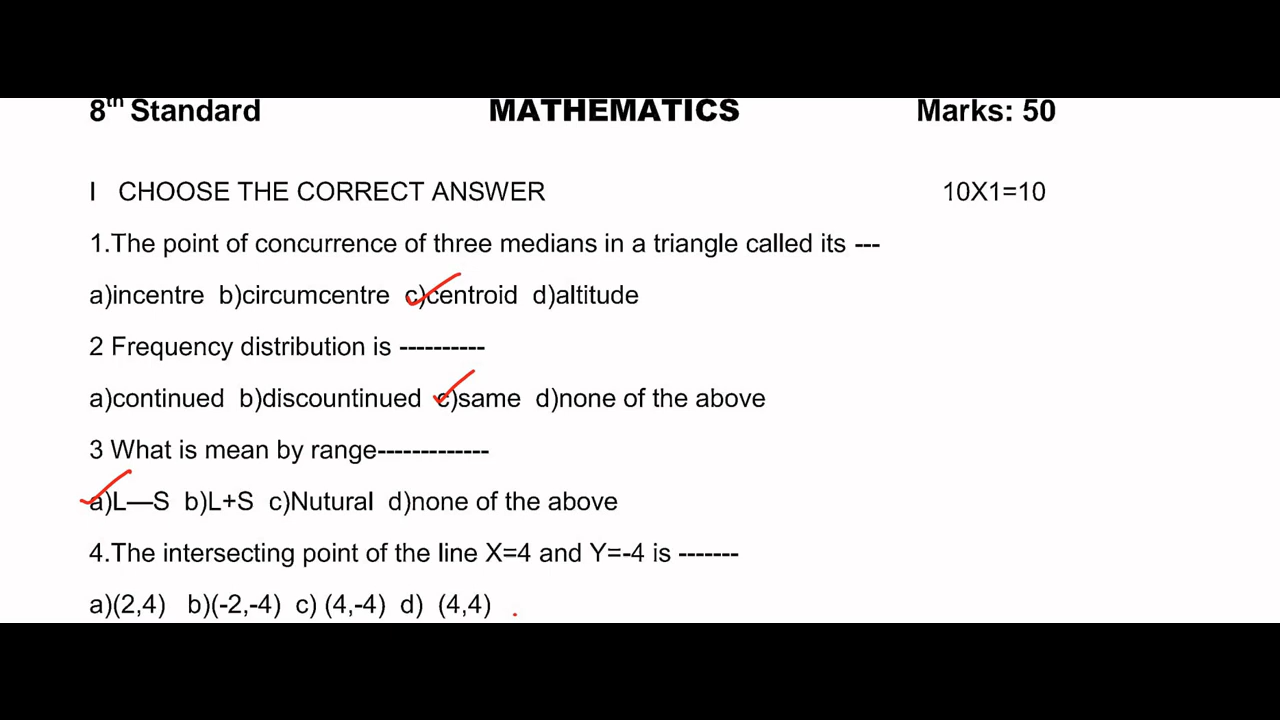 8th Standard MATHEMATICS Marks: 50
I CHOOSE THE CORRECT ANSWER 10X1=10
1.The point of concurrence of three medians in a triangle called its ---
a)incentre b)circumcentre c)centroid d)altitude
2 Frequency distribution is ----------
a)continued b)discountinued c)same d)none of the above
3 What is mean by range-------------
a)L—S b)L+S c)Nutural d)none of the above
4.The intersecting point of the line X=4 and Y=-4 is -------
a)(2,4) b)(-2,-4) c) (4,-4) d) (4,4)